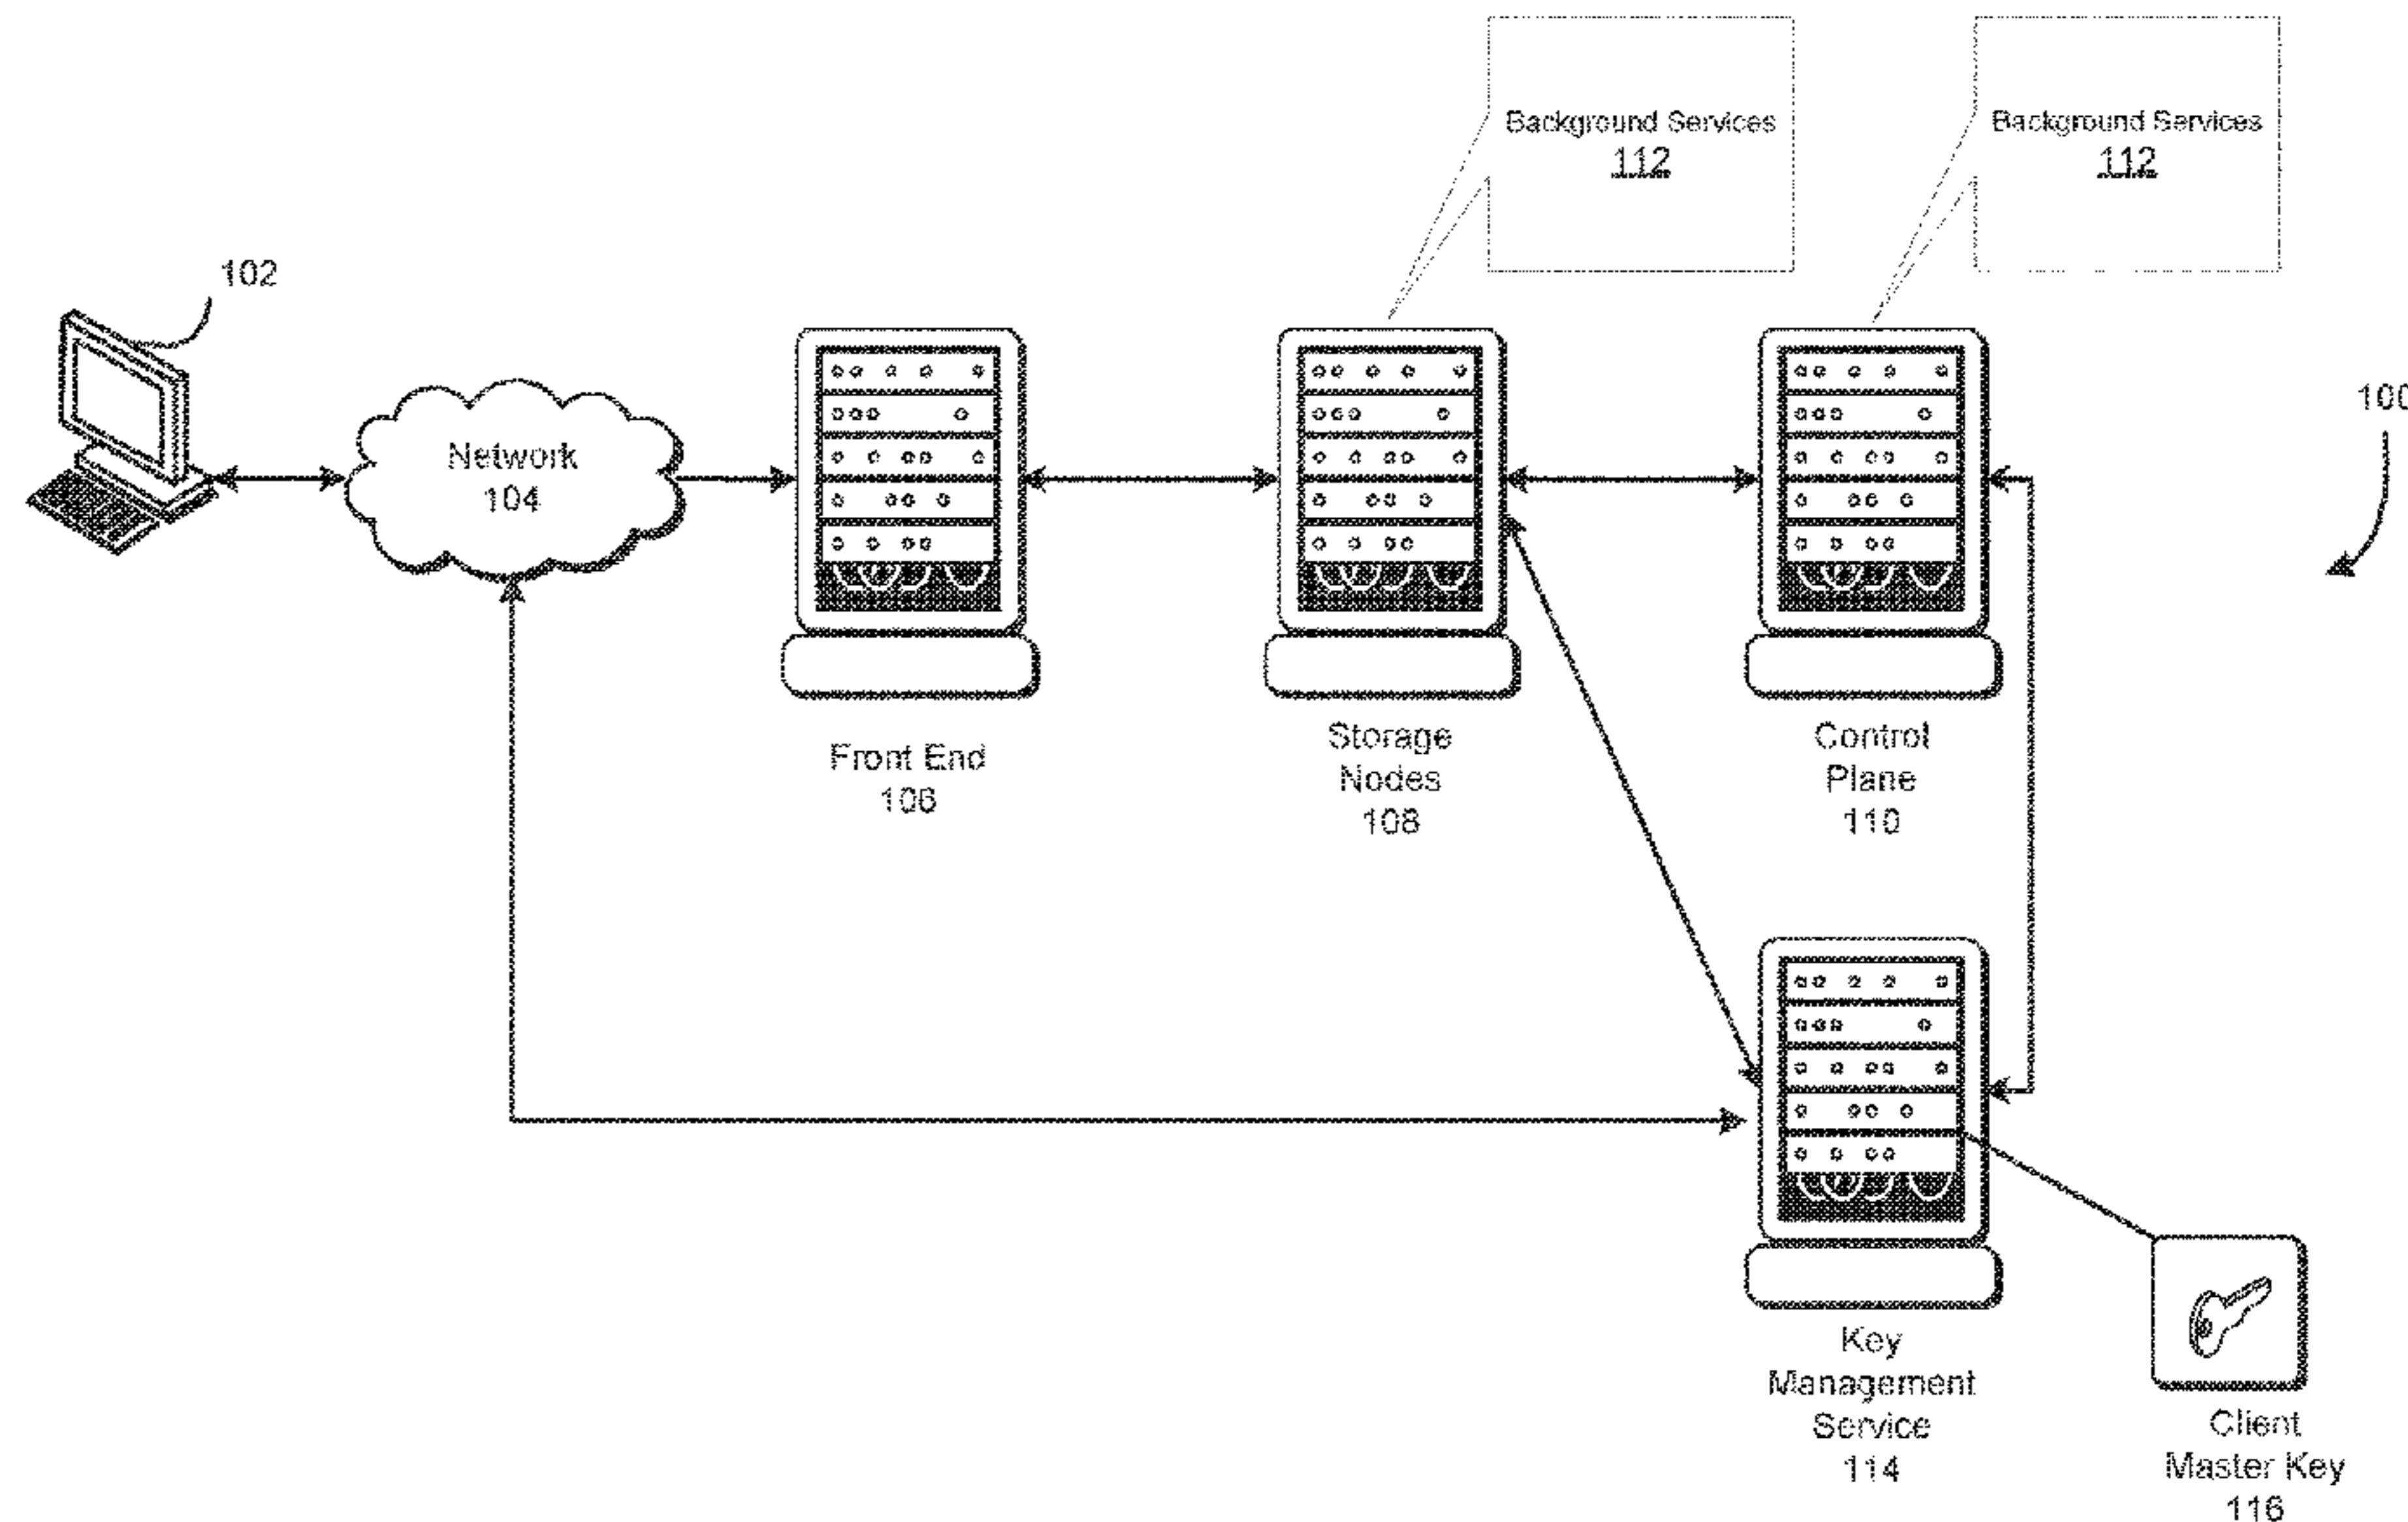 Background Services
112
Background Services
112
102
100
Network
104
Front End
106
Storage
Nodes
108
Control
Plane
110
Key
Management
Service
114
Client
Master Key
116